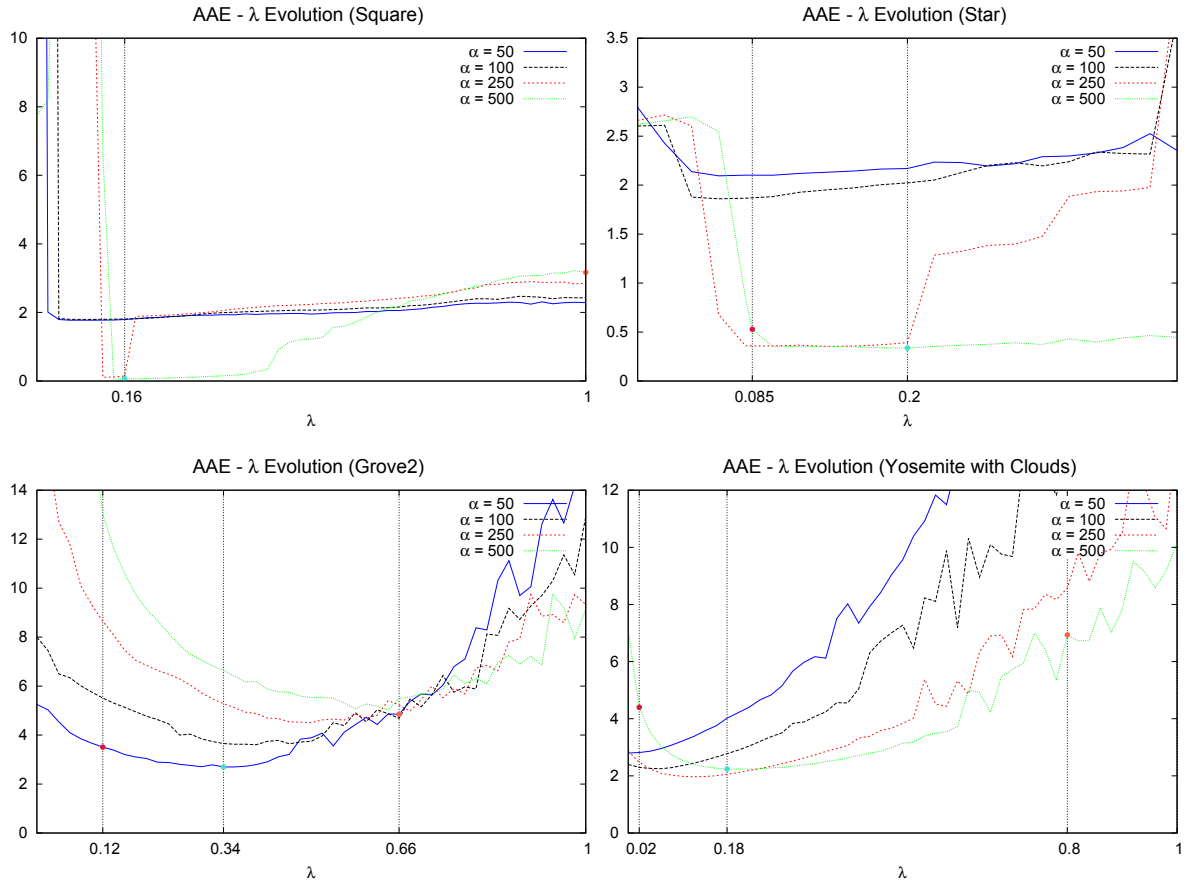 AAE - λ Evolution (Square)
10
8
6
4
2
0
0.16
1
λ
α = 50
α = 100
α = 250
α = 500
AAE - λ Evolution (Star)
3.5
3
2.5
2
1.5
1
0.5
0
0.085
0.2
λ
α = 50
α = 100
α = 250
α = 500
AAE - λ Evolution (Grove2)
14
12
10
8
6
4
2
0
0.12
0.34
0.66
1
λ
α = 50
α = 100
α = 250
α = 500
AAE - λ Evolution (Yosemite with Clouds)
12
10
8
6
4
2
0
0.02
0.18
0.8
1
λ
α = 50
α = 100
α = 250
α = 500